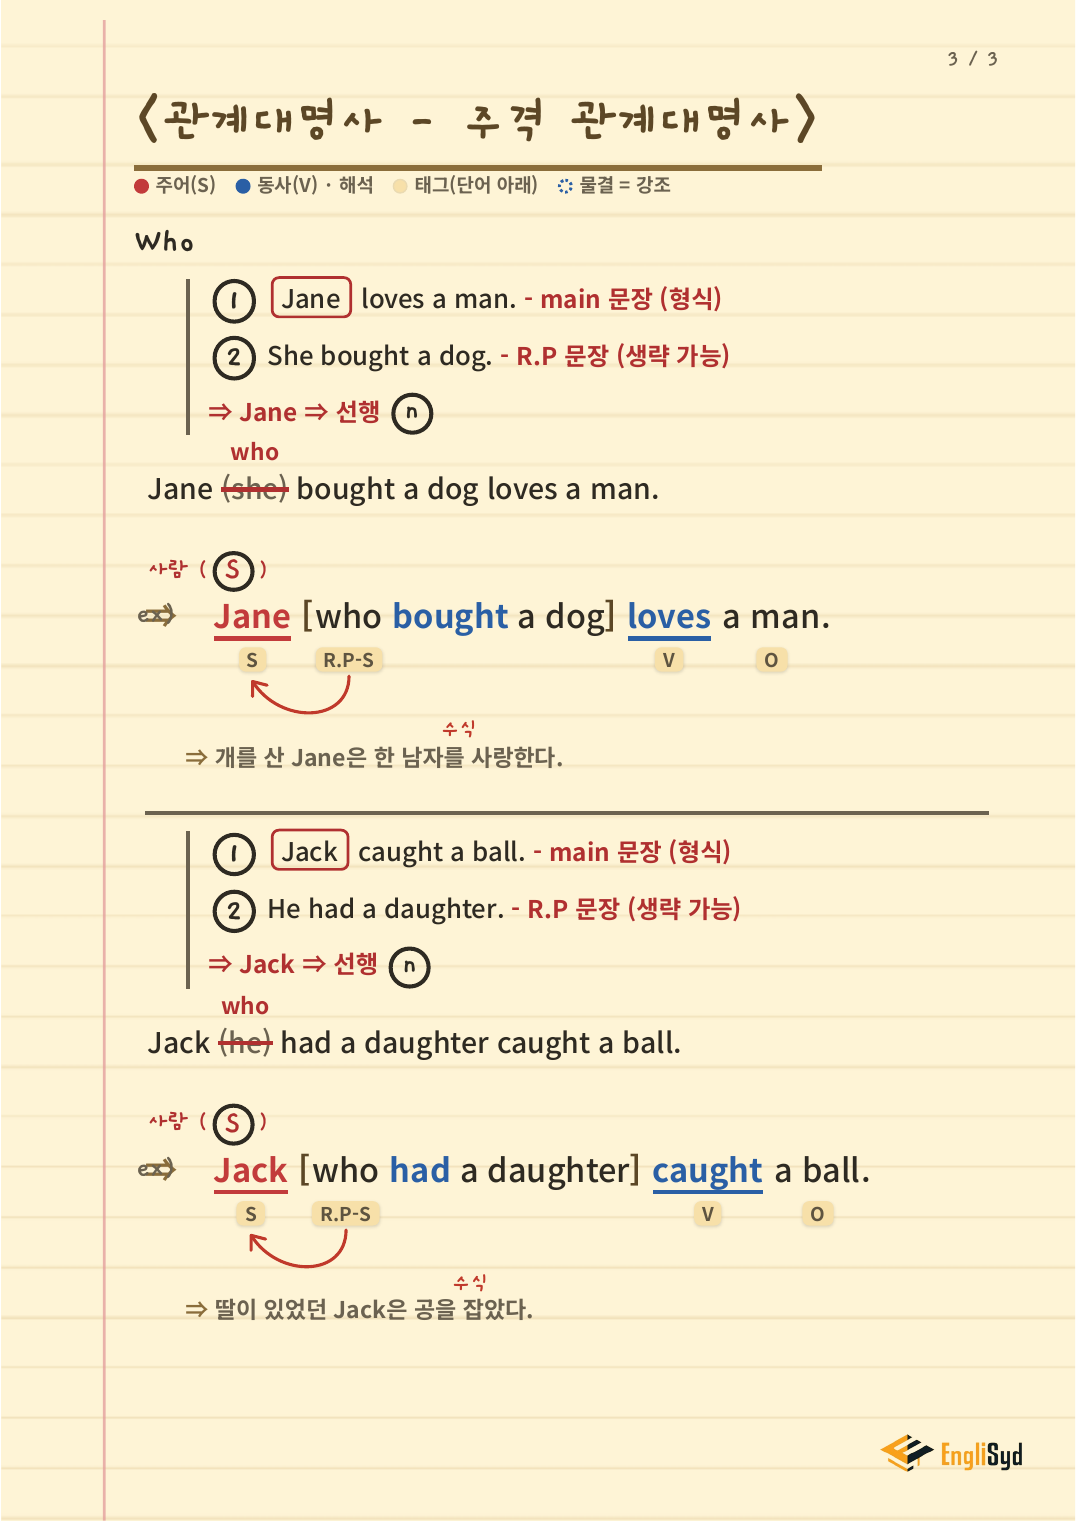 3 / 3
<관계대명사 - 주격 관계대명사>
주어(S) 동사(V) · 해석 태그(단어 아래) 물결 = 강조
Who
1 Jane loves a man. - main 문장 (형식)
2 She bought a dog. - R.P 문장 (생략 가능)
⇒ Jane ⇒ 선행 n
who
Jane (she) bought a dog loves a man.
사람 ( S )
⇒ Jane [who bought a dog] loves a man.
S R.P-S V O
수식
⇒ 개를 산 Jane은 한 남자를 사랑한다.
1 Jack caught a ball. - main 문장 (형식)
2 He had a daughter. - R.P 문장 (생략 가능)
⇒ Jack ⇒ 선행 n
who
Jack (he) had a daughter caught a ball.
사람 ( S )
⇒ Jack [who had a daughter] caught a ball.
S R.P-S V O
수식
⇒ 딸이 있었던 Jack은 공을 잡았다.
EngliSyd